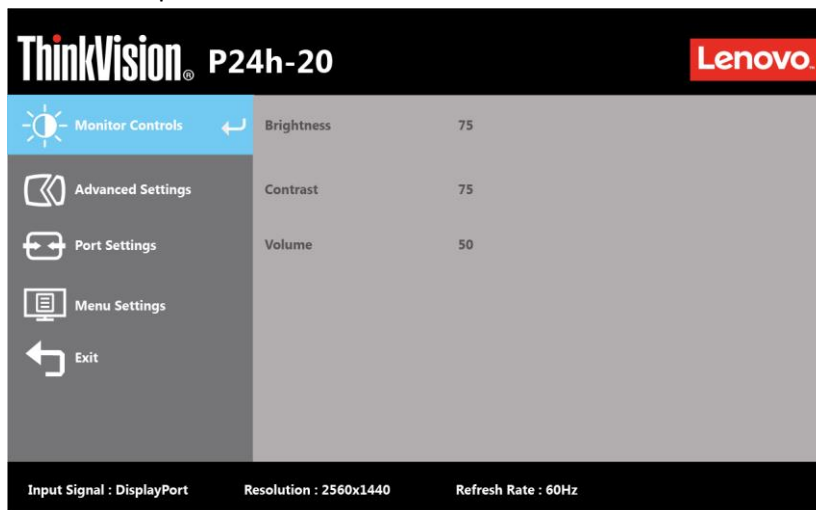 ThinkVision® P24h-20
Lenovo
Monitor Controls
Brightness 75
Advanced Settings
Contrast 75
Port Settings
Volume 50
Menu Settings
Exit
Input Signal : DisplayPort Resolution : 2560x1440 Refresh Rate : 60Hz